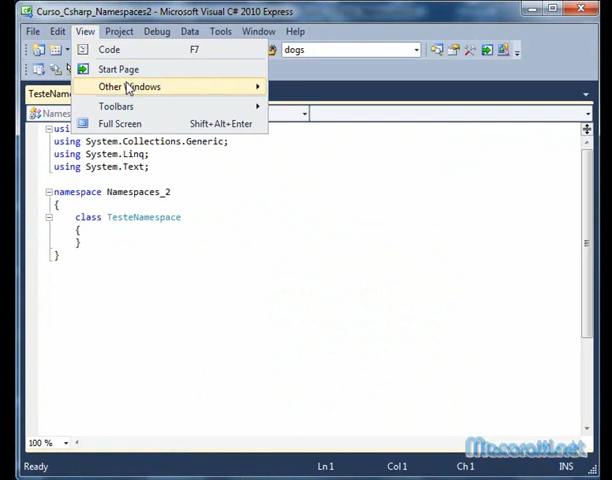 Curso_Csharp_Namespaces2 - Microsoft Visual C# 2010 Express
File Edit View Project Debug Data Tools Window Help
Code F7
dogs
Start Page
Other Windows
Toolbars
Full Screen Shift+Alt+Enter
TesteNam
Names
using System.Collections.Generic;
using System.Linq;
using System.Text;
namespace Namespaces_2
{
class TesteNamespace
{
}
}
100 %
Macoratti.net
Ready Ln 1 Col 1 Ch 1 INS